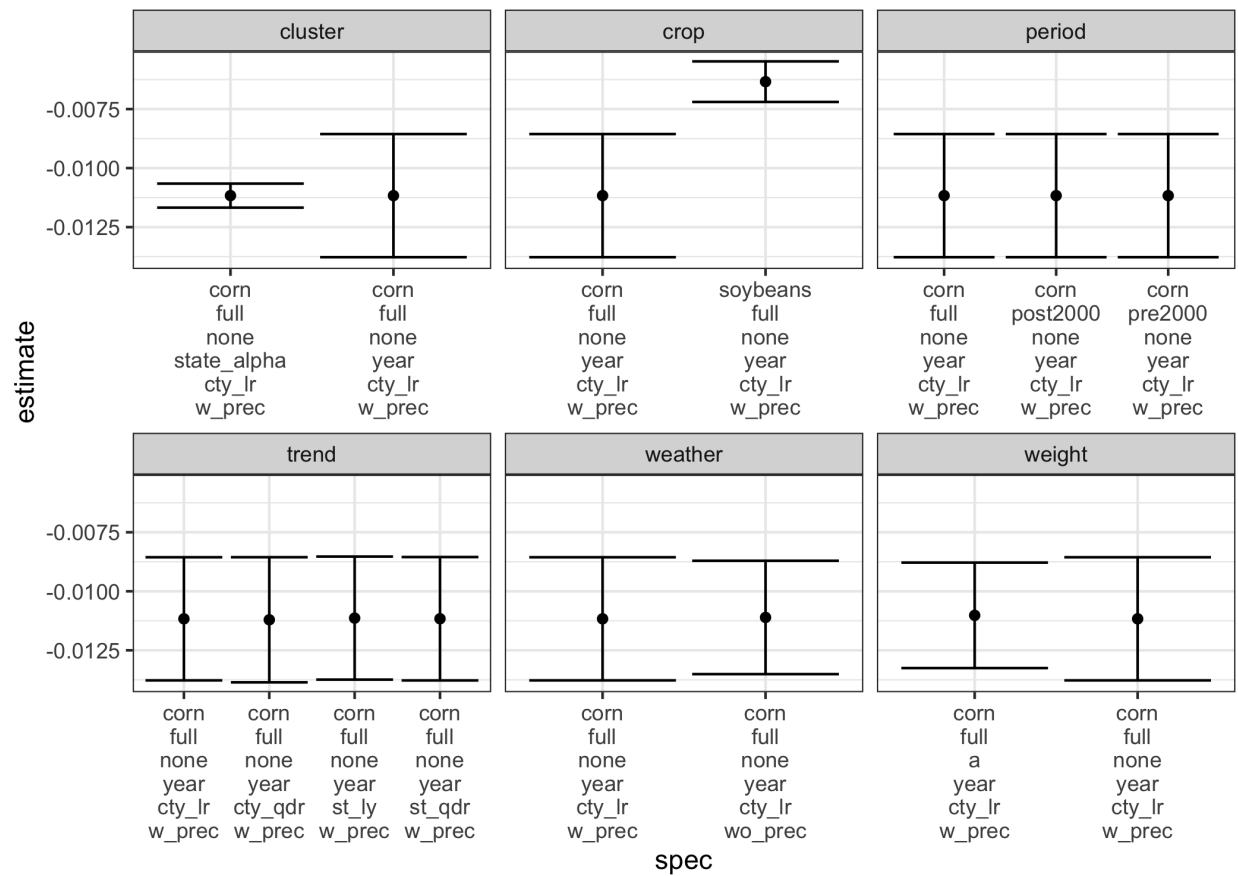 cluster
crop
period
-0.0075
-0.0100
-0.0125
corn corn corn soybeans corn corn corn
full full full full full post2000 pre2000
none none none none none none none
state_alpha year year year year year year
cty_lr cty_lr cty_lr cty_lr cty_lr cty_lr cty_lr
w_prec w_prec w_prec w_prec w_prec w_prec w_prec
estimate
trend
weather
weight
-0.0075
-0.0100
-0.0125
corn corn corn corn corn corn corn corn
full full full full full full full full
none none none none none none a none
year year year year year year year year
cty_lr cty_qdr st_ly st_qdr cty_lr cty_lr cty_lr cty_lr
w_prec w_prec w_prec w_prec w_prec wo_prec w_prec w_prec
spec